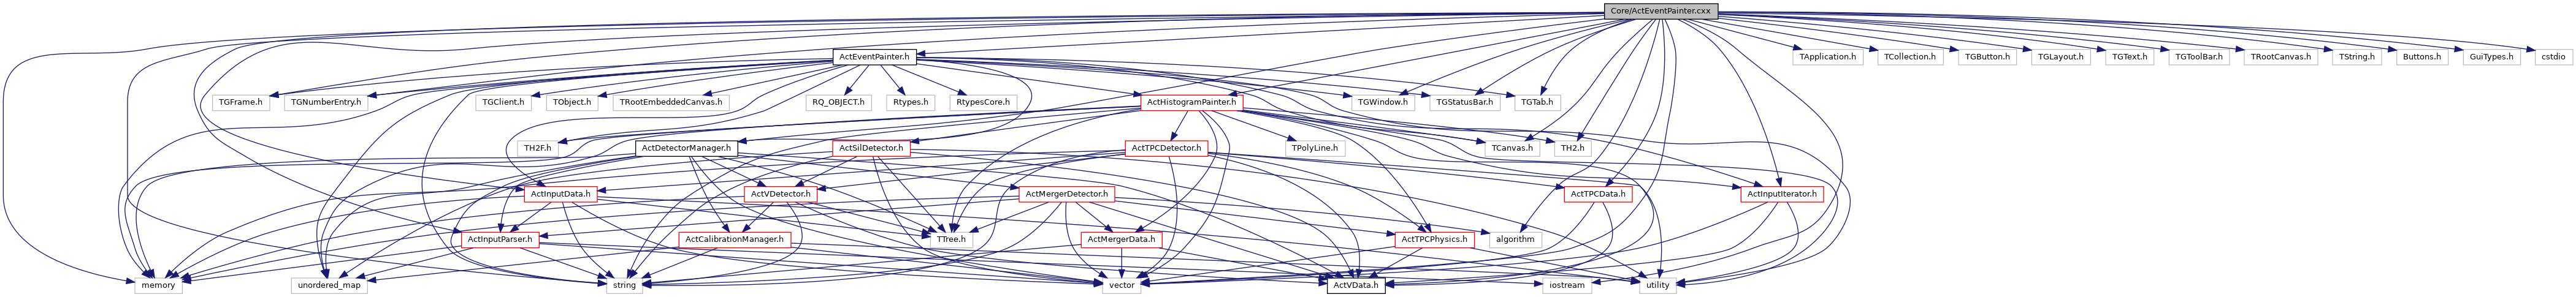 Core/ActEventPainter.cxx
ActEventPainter.h
TApplication.h
TCollection.h
TGButton.h
TGLayout.h
TGText.h
TGToolBar.h
TRootCanvas.h
TString.h
Buttons.h
GuiTypes.h
cstdio
TGFrame.h
TGNumberEntry.h
TGClient.h
TObject.h
TRootEmbeddedCanvas.h
RQ_OBJECT.h
Rtypes.h
RtypesCore.h
ActHistogramPainter.h
TGWindow.h
TGStatusBar.h
TGTab.h
TH2F.h
ActDetectorManager.h
ActSilDetector.h
ActTPCDetector.h
TPolyLine.h
TCanvas.h
TH2.h
ActInputData.h
ActVDetector.h
ActMergerDetector.h
ActTPCData.h
ActInputIterator.h
ActInputParser.h
ActCalibrationManager.h
TTree.h
ActMergerData.h
ActTPCPhysics.h
algorithm
memory
unordered_map
string
vector
ActVData.h
iostream
utility